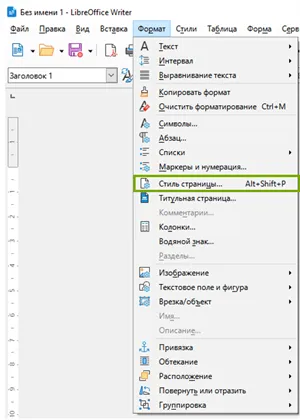 Без имени 1 - LibreOffice Writer
Файл Правка Вид Вставка Формат Стили Таблица Форма Серв
Заголовок 1
Текст
Интервал
Выравнивание текста
Копировать формат
Очистить форматирование Ctrl+M
Символы...
Абзац...
Списки
Маркеры и нумерация...
Стиль страницы... Alt+Shift+P
Титульная страница...
Комментарии...
Колонки...
Водяной знак...
Разделы...
Изображение
Текстовое поле и фигура
Врезка/объект
Имя...
Описание...
Привязка
Обтекание
Расположение
Повернуть или отразить
Группировка